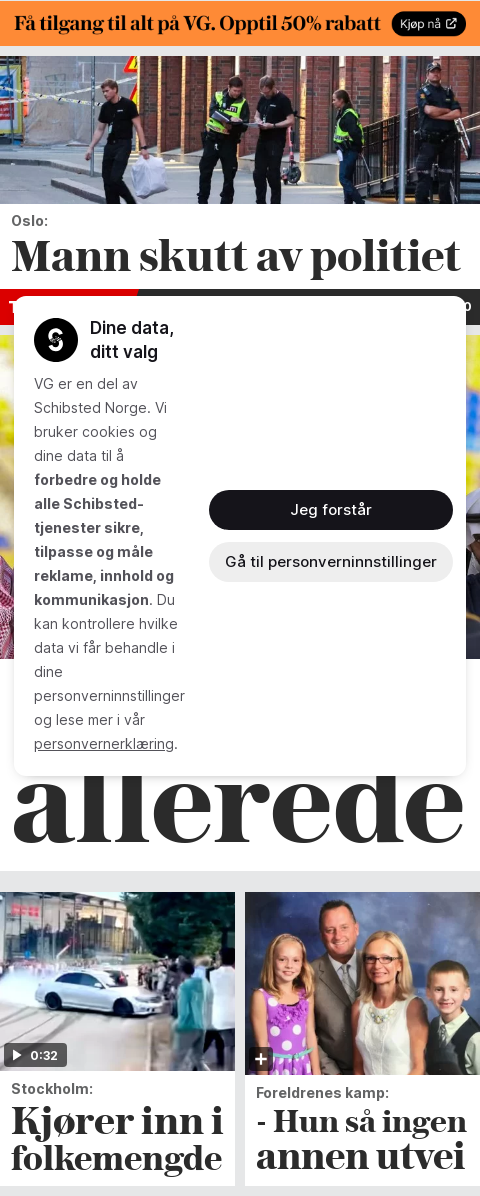 Få tilgang til alt på VG. Opptil 50% rabatt
Kjøp nå
Oslo:
Mann skutt av politiet
Dine data,
ditt valg
VG er en del av
Schibsted Norge. Vi
bruker cookies og
dine data til å
forbedre og holde
alle Schibsted-
tjenester sikre,
tilpasse og måle
reklame, innhold og
kommunikasjon. Du
kan kontrollere hvilke
data vi får behandle i
dine
personverninnstillinger
og lese mer i vår
personvernerklæring.
Jeg forstår
Gå til personverninnstillinger
allerede
0:32
Stockholm:
Kjører inn i
folkemengde
Foreldrenes kamp:
- Hun så ingen
annen utvei